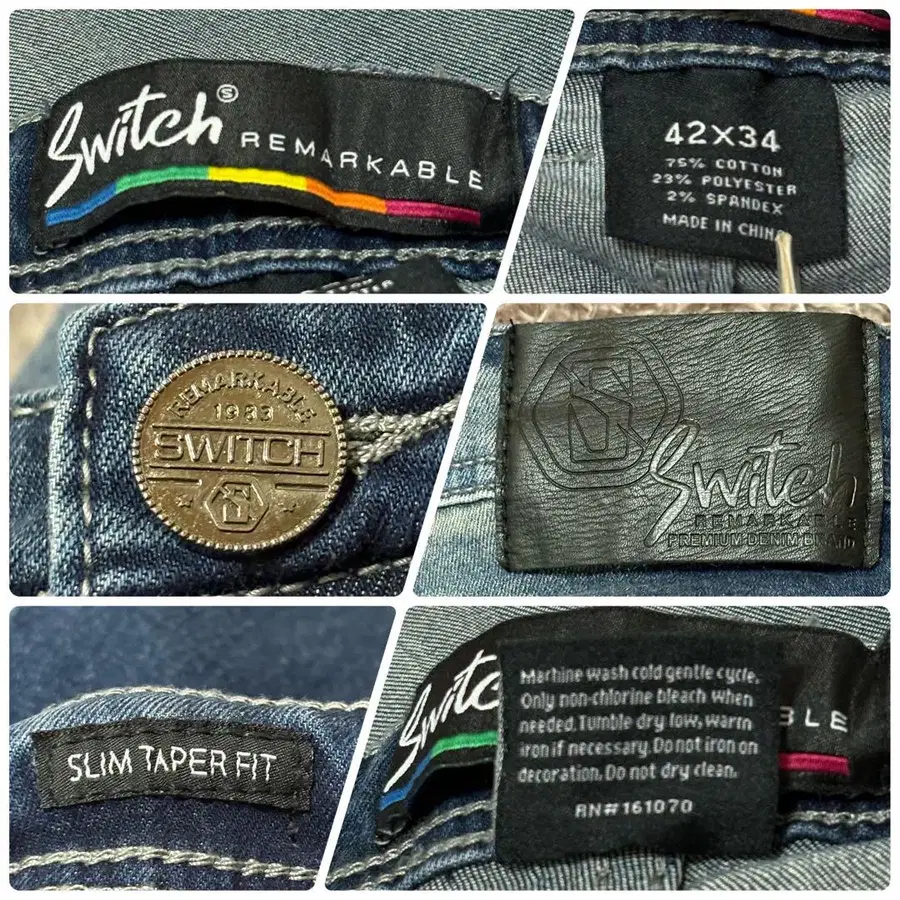 Switch® REMARKABLE
42X34
75% COTTON
23% POLYESTER
2% SPANDEX
MADE IN CHINA
REMARKABLE
1983
SWITCH
S
Switch
REMARKABLE
PREMIUM DENIM BRAND
SLIM TAPER FIT
Switc
BLE
Machine wash cold gentle cycle.
Only non-chlorine bleach when
needed. Tumble dry low, warm
iron if necessary. Do not iron on
decoration. Do not dry clean.
RN#161070